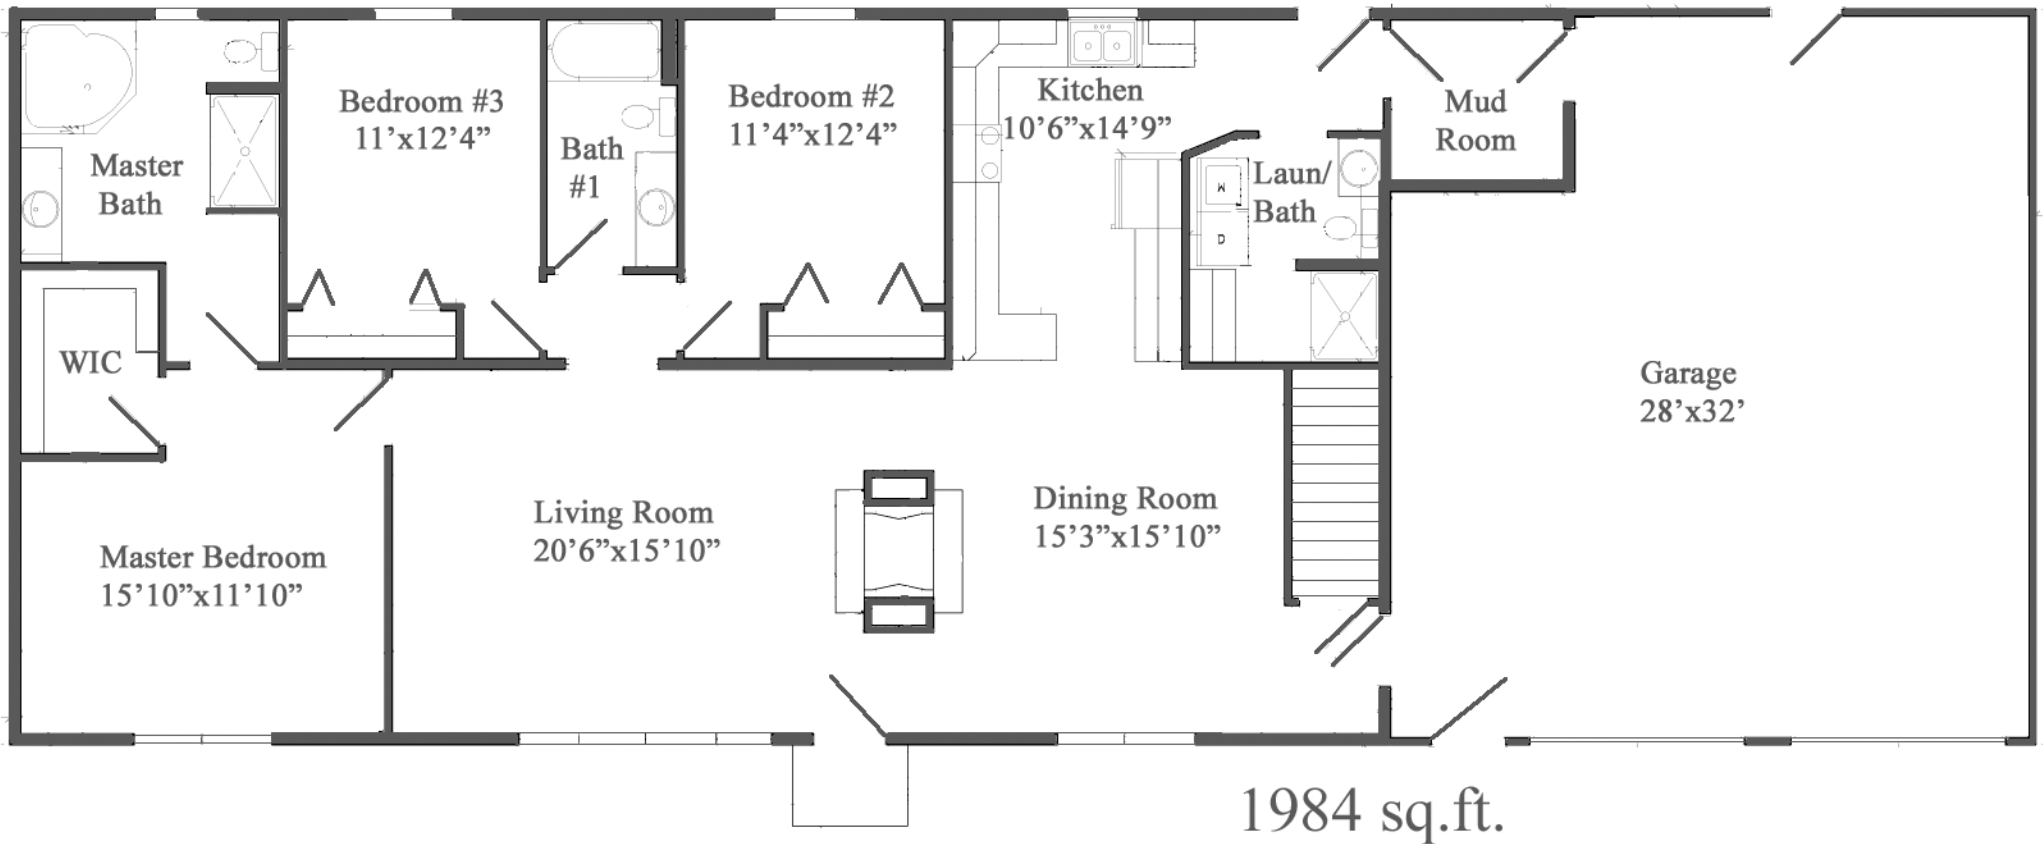 Master
Bath
Bedroom #3
11'x12'4”
Bath
#1
Bedroom #2
11'4”x12'4”
Kitchen
10'6”x14'9”
Mud
Room
Laun/
Bath
W
D
WIC
Garage
28'x32'
Living Room
20'6”x15'10”
Dining Room
15'3”x15'10”
Master Bedroom
15'10”x11'10”
1984 sq.ft.